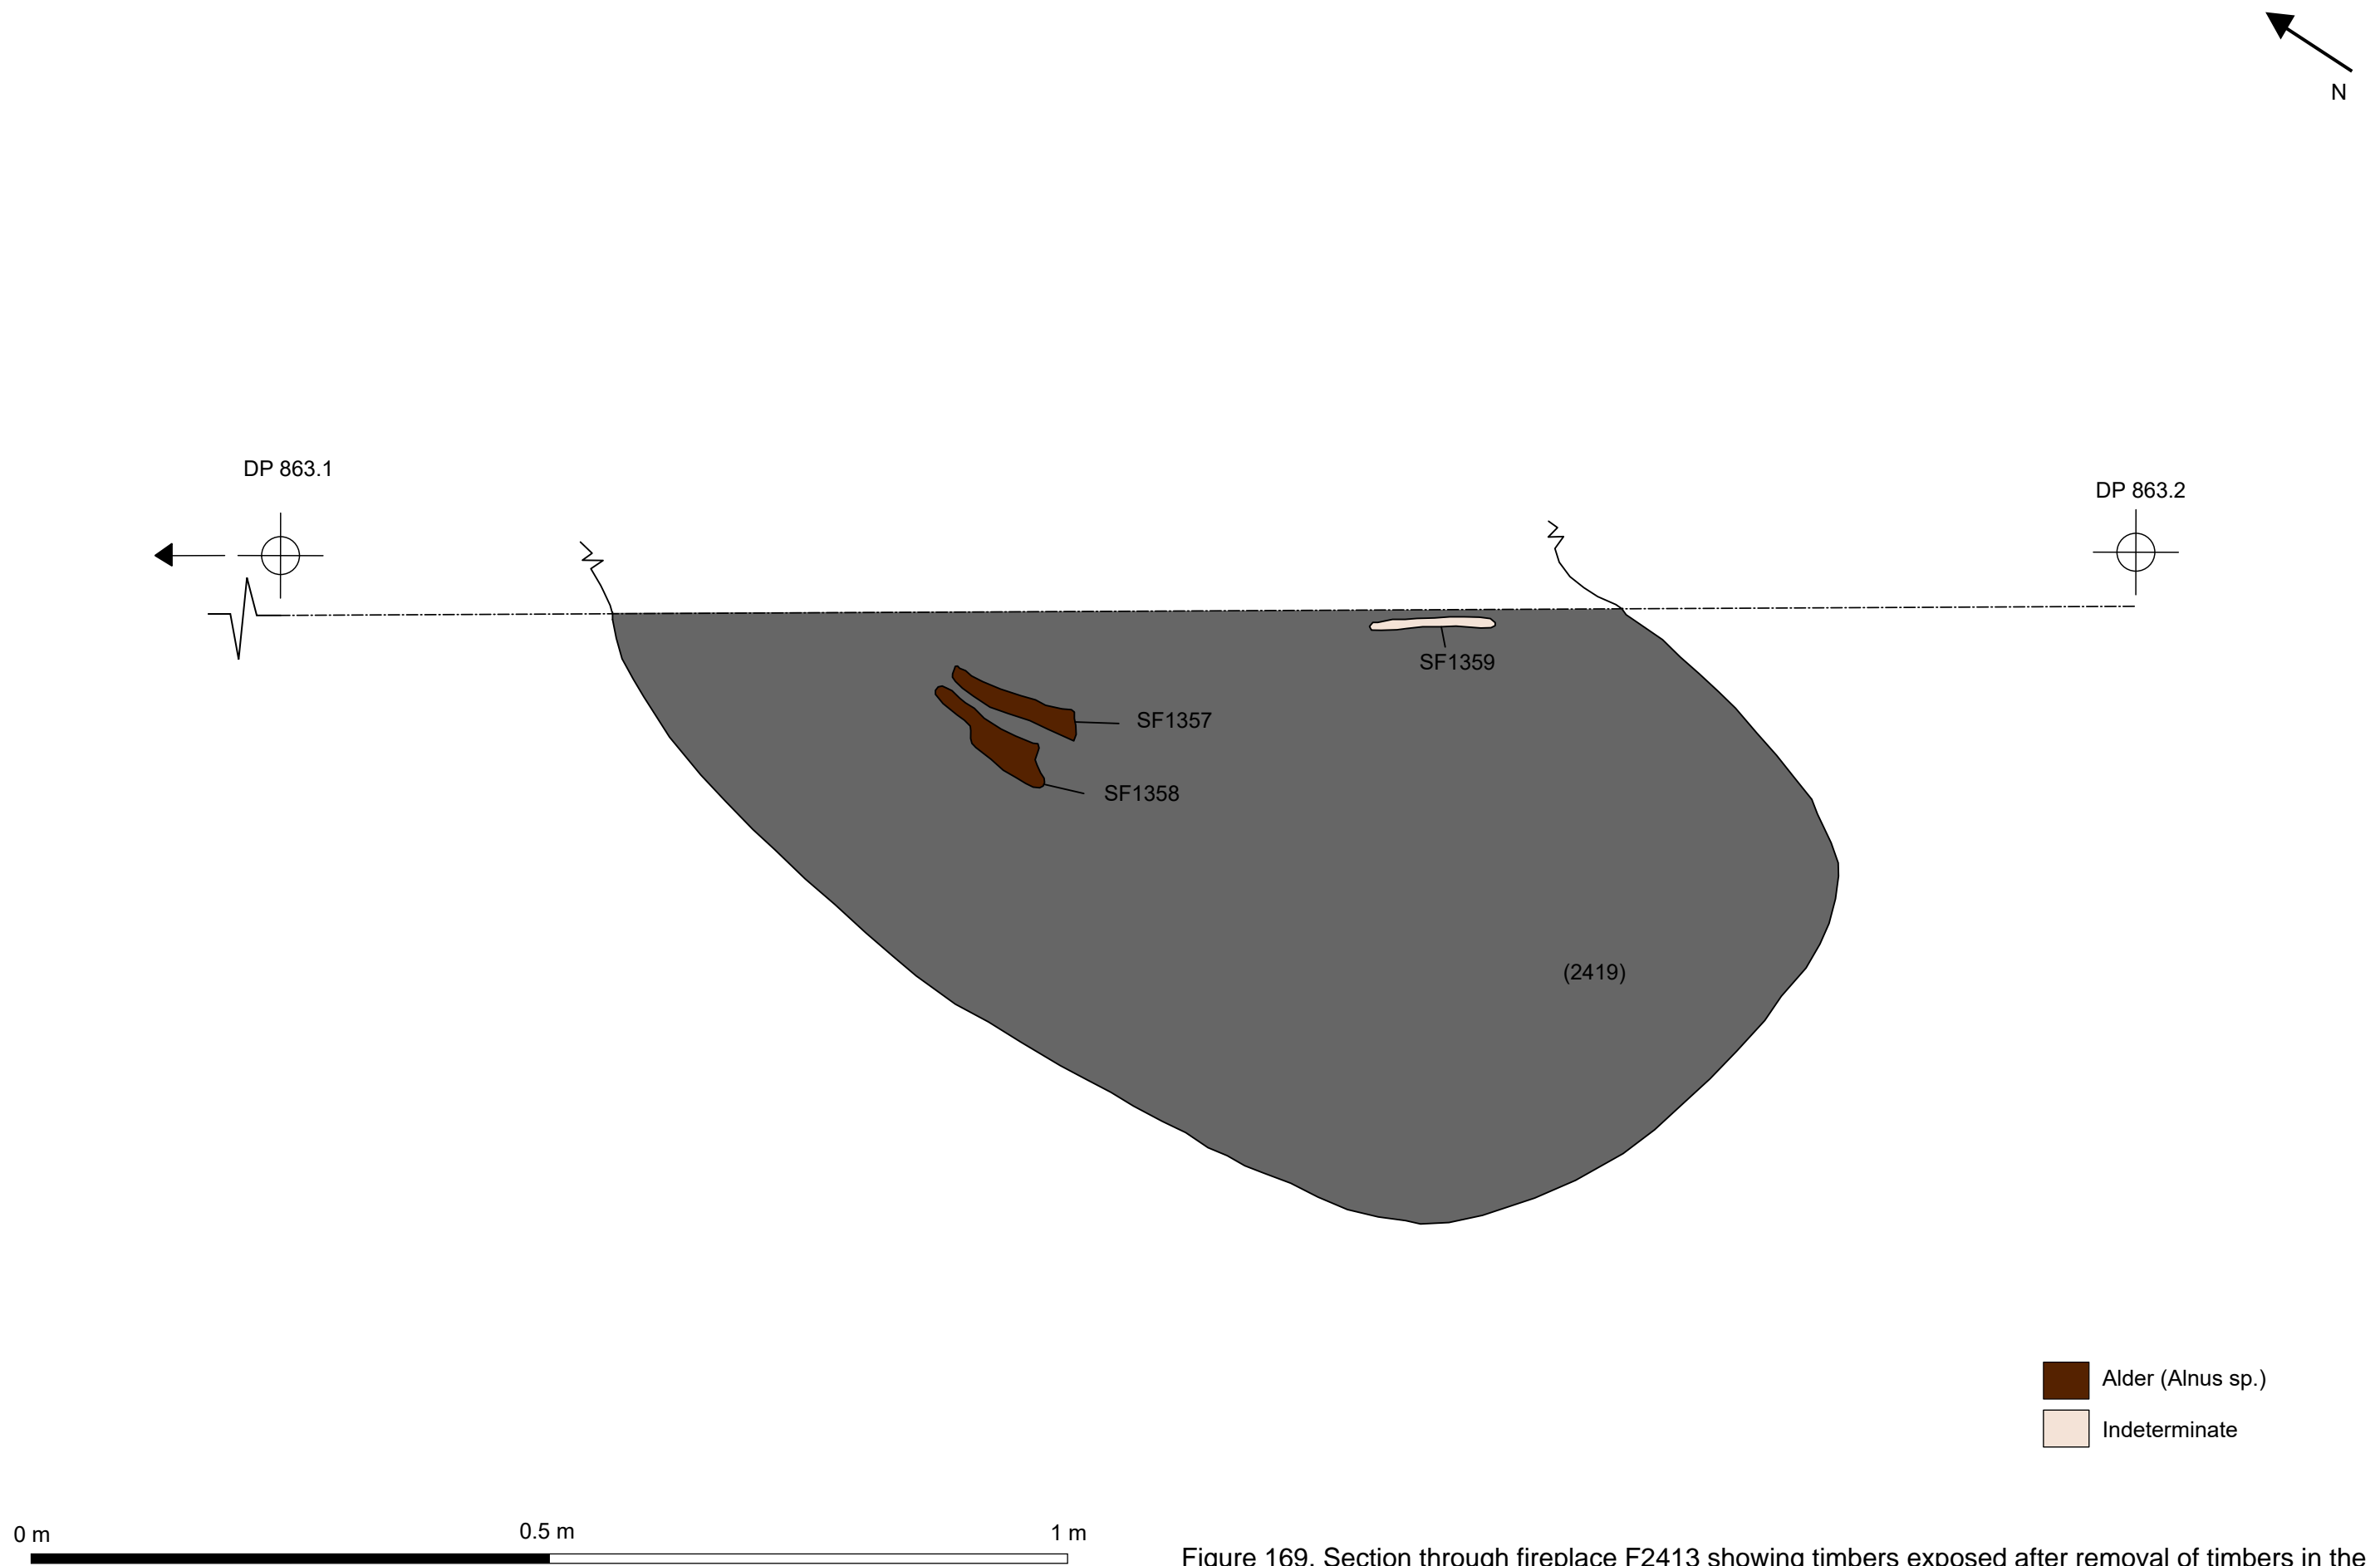 N
DP 863.1
DP 863.2
SF1359
SF1357
SF1358
(2419)
Alder (Alnus sp.)
Indeterminate
0 m
0.5 m
1 m
Figure 169. Section through fireplace F2413 showing timbers exposed after removal of timbers in the